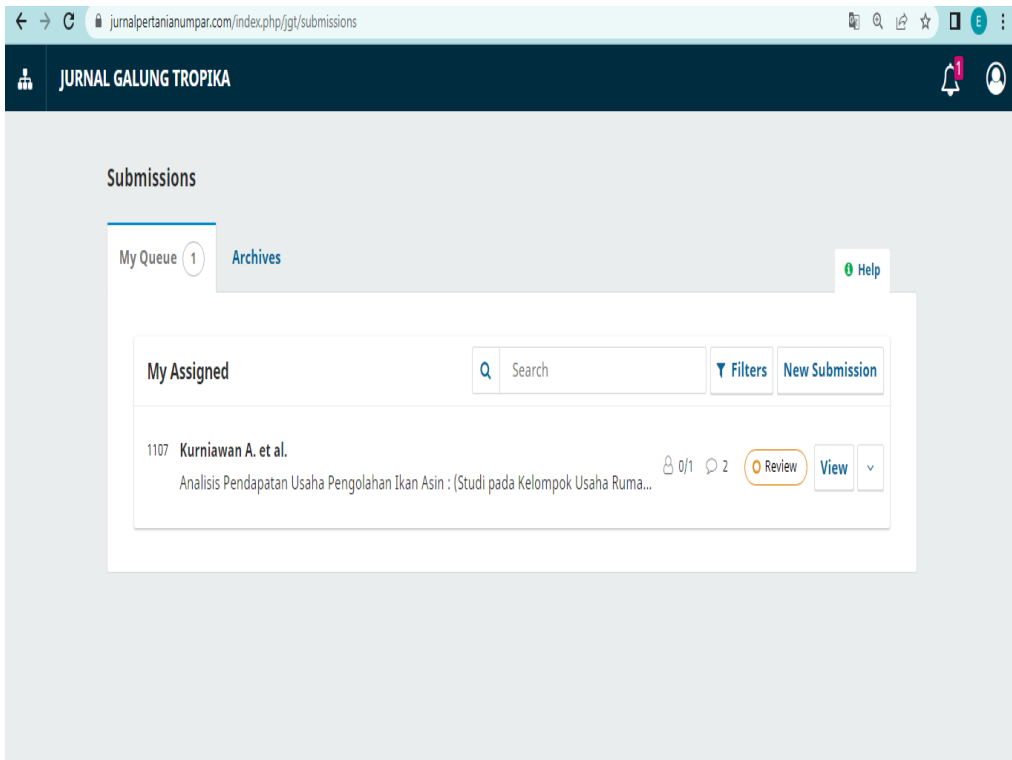 jurnalpertanianumpar.com/index.php/jgt/submissions
E
JURNAL GALUNG TROPIKA
1
Submissions
My Queue 1 Archives
Help
My Assigned Search Filters New Submission
1107 Kurniawan A. et al.
0/1 2 Review View
Analisis Pendapatan Usaha Pengolahan Ikan Asin : (Studi pada Kelompok Usaha Ruma...